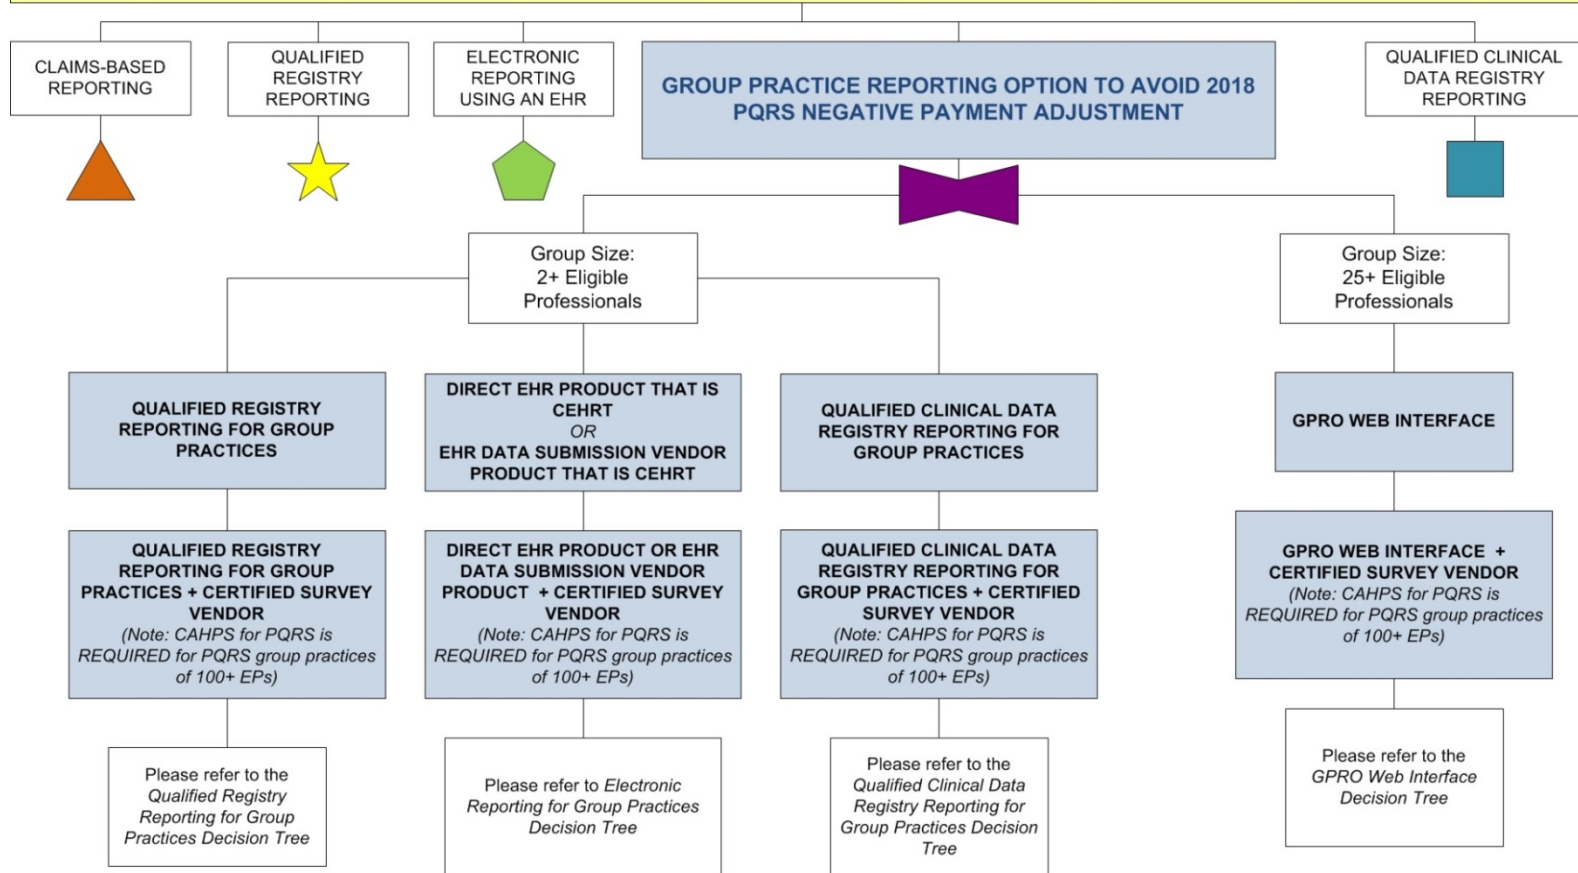 CLAIMS-BASED
REPORTING
QUALIFIED
REGISTRY
REPORTING
ELECTRONIC
REPORTING
USING AN EHR
GROUP PRACTICE REPORTING OPTION TO AVOID 2018
PQRS NEGATIVE PAYMENT ADJUSTMENT
QUALIFIED CLINICAL
DATA REGISTRY
REPORTING
Group Size:
2+ Eligible
Professionals
Group Size:
25+ Eligible
Professionals
QUALIFIED REGISTRY
REPORTING FOR GROUP
PRACTICES
DIRECT EHR PRODUCT THAT IS
CEHRT
OR
EHR DATA SUBMISSION VENDOR
PRODUCT THAT IS CEHRT
QUALIFIED CLINICAL DATA
REGISTRY REPORTING FOR
GROUP PRACTICES
GPRO WEB INTERFACE
QUALIFIED REGISTRY
REPORTING FOR GROUP
PRACTICES + CERTIFIED SURVEY
VENDOR
(Note: CAHPS for PQRS is
REQUIRED for PQRS group practices
of 100+ EPs)
DIRECT EHR PRODUCT OR EHR
DATA SUBMISSION VENDOR
PRODUCT + CERTIFIED SURVEY
VENDOR
(Note: CAHPS for PQRS is
REQUIRED for PQRS group practices
of 100+ EPs)
QUALIFIED CLINICAL DATA
REGISTRY REPORTING FOR
GROUP PRACTICES + CERTIFIED
SURVEY VENDOR
(Note: CAHPS for PQRS is
REQUIRED for PQRS group practices
of 100+ EPs)
GPRO WEB INTERFACE +
CERTIFIED SURVEY VENDOR
(Note: CAHPS for PQRS is
REQUIRED for PQRS group practices
of 100+ EPs)
Please refer to the
Qualified Registry
Reporting for Group
Practices Decision Tree
Please refer to Electronic
Reporting for Group Practices
Decision Tree
Please refer to the
Qualified Clinical Data
Registry Reporting for
Group Practices Decision
Tree
Please refer to the
GPRO Web Interface
Decision Tree